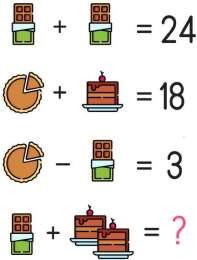 + = 24
+ = 18
- = 3
+ = ?